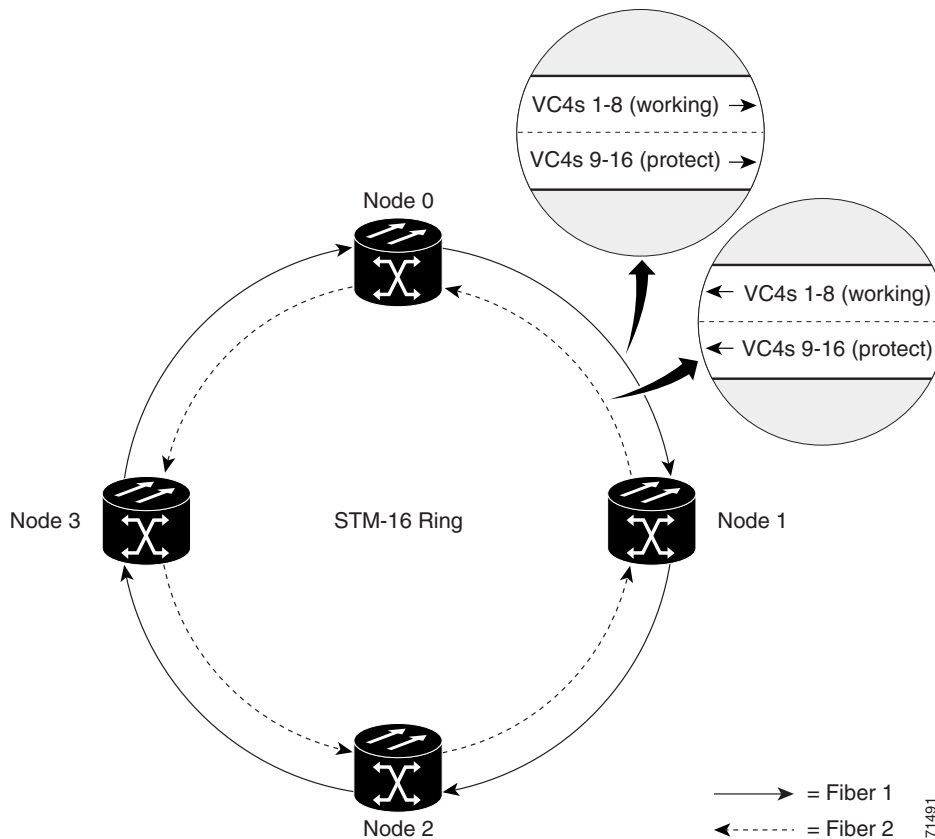 VC4s 1-8 (working)
VC4s 9-16 (protect)
Node 0
VC4s 1-8 (working)
VC4s 9-16 (protect)
Node 3
STM-16 Ring
Node 1
= Fiber 1
Node 2
= Fiber 2
71491